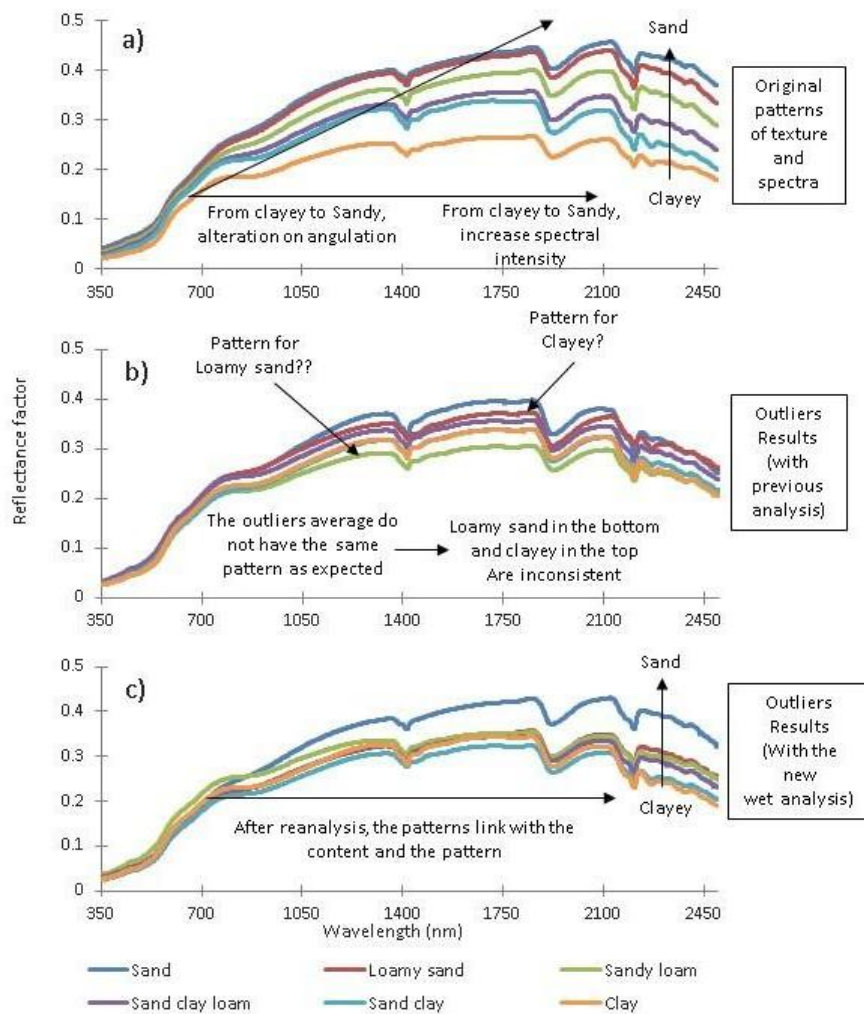 a)
0.5
0.4
0.3
0.2
0.1
0
Sand
Clayey
From clayey to Sandy,
alteration on angulation
From clayey to Sandy,
increase spectral
intensity
350 700 1050 1400 1750 2100 2450
Original
patterns
of texture
and
spectra
Reflectance factor
b)
0.5
0.4
0.3
0.2
0.1
0
Pattern for
Loamy sand??
Pattern for
Clayey?
The outliers average do
not have the same
pattern as expected
Loamy sand in the bottom
and clayey in the top
Are inconsistent
350 700 1050 1400 1750 2100 2450
Outliers
Results
(with
previous
analysis)
c)
0.5
0.4
0.3
0.2
0.1
0
Sand
Clayey
After reanalysis, the patterns link with the
content and the pattern
350 700 1050 1400 1750 2100 2450
Wavelength (nm)
Outliers
Results
(With the
new
wet analysis)
Sand Loamy sand Sandy loam
Sand clay loam Sand clay Clay